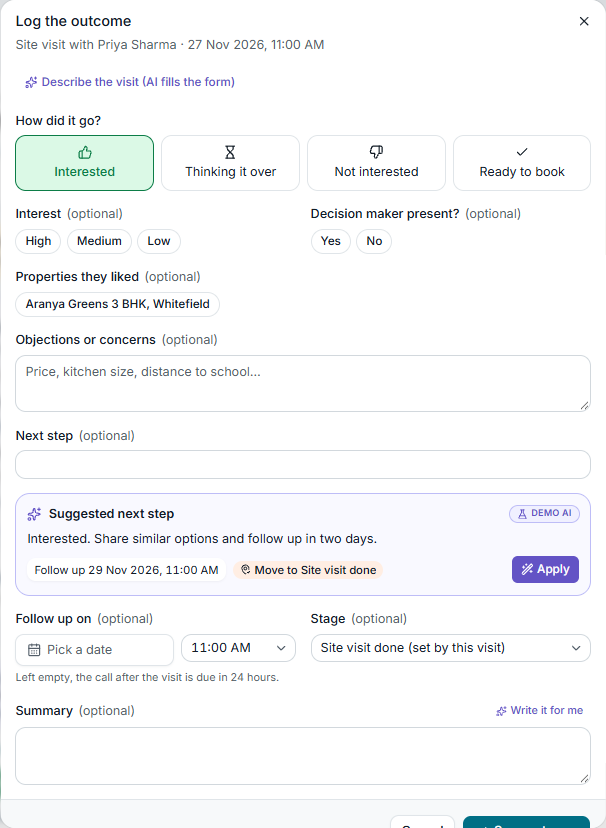 Log the outcome
Site visit with Priya Sharma · 27 Nov 2026, 11:00 AM
Describe the visit (AI fills the form)
How did it go?
Interested
Thinking it over
Not interested
Ready to book
Interest (optional)
Decision maker present? (optional)
High
Medium
Low
Yes
No
Properties they liked (optional)
Aranya Greens 3 BHK, Whitefield
Objections or concerns (optional)
Price, kitchen size, distance to school...
Next step (optional)
Suggested next step
DEMO AI
Interested. Share similar options and follow up in two days.
Follow up 29 Nov 2026, 11:00 AM
Move to Site visit done
Apply
Follow up on (optional)
Stage (optional)
Pick a date
11:00 AM
Site visit done (set by this visit)
Left empty, the call after the visit is due in 24 hours.
Summary (optional)
Write it for me